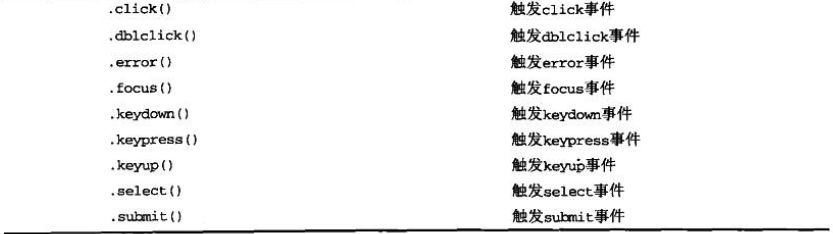 .click() 触发click事件
.dblclick() 触发dblclick事件
.error() 触发error事件
.focus() 触发focus事件
.keydown() 触发keydown事件
.keypress() 触发keypress事件
.keyup() 触发keyup事件
.select() 触发select事件
.submit() 触发submit事件